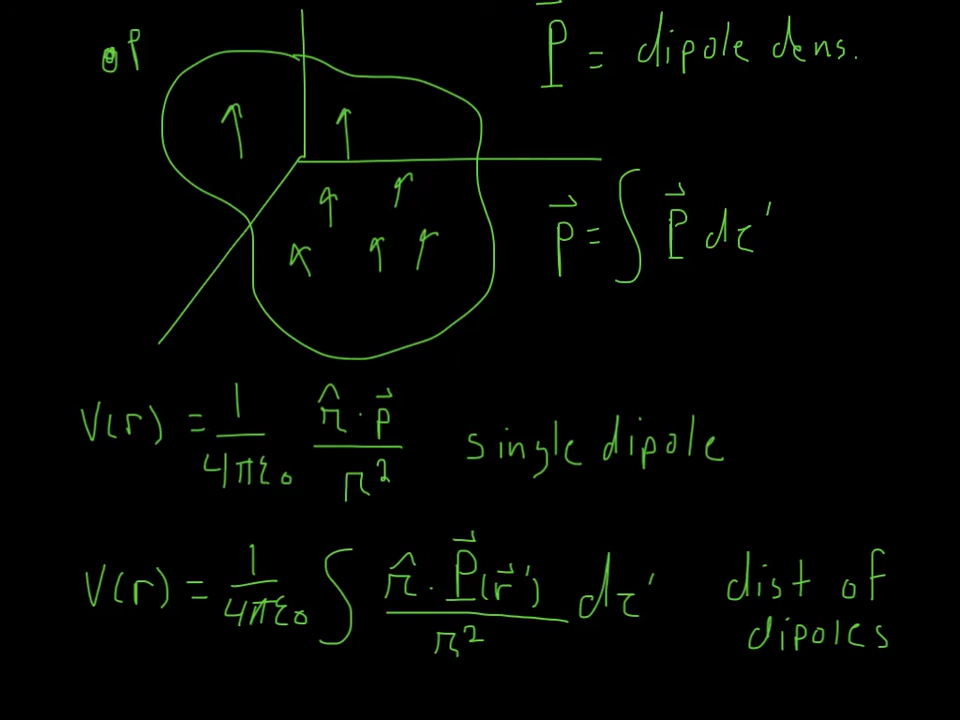 P
P⃗ = dipole dens.
p⃗ = ∫ P⃗ dτ′
V(r) = 1/4πε₀ 𝓇̂ · p⃗ / 𝓇² single dipole
V(r) = 1/4πε₀ ∫ 𝓇̂ · P⃗(r⃗′) / 𝓇² dτ′ dist of
dipoles